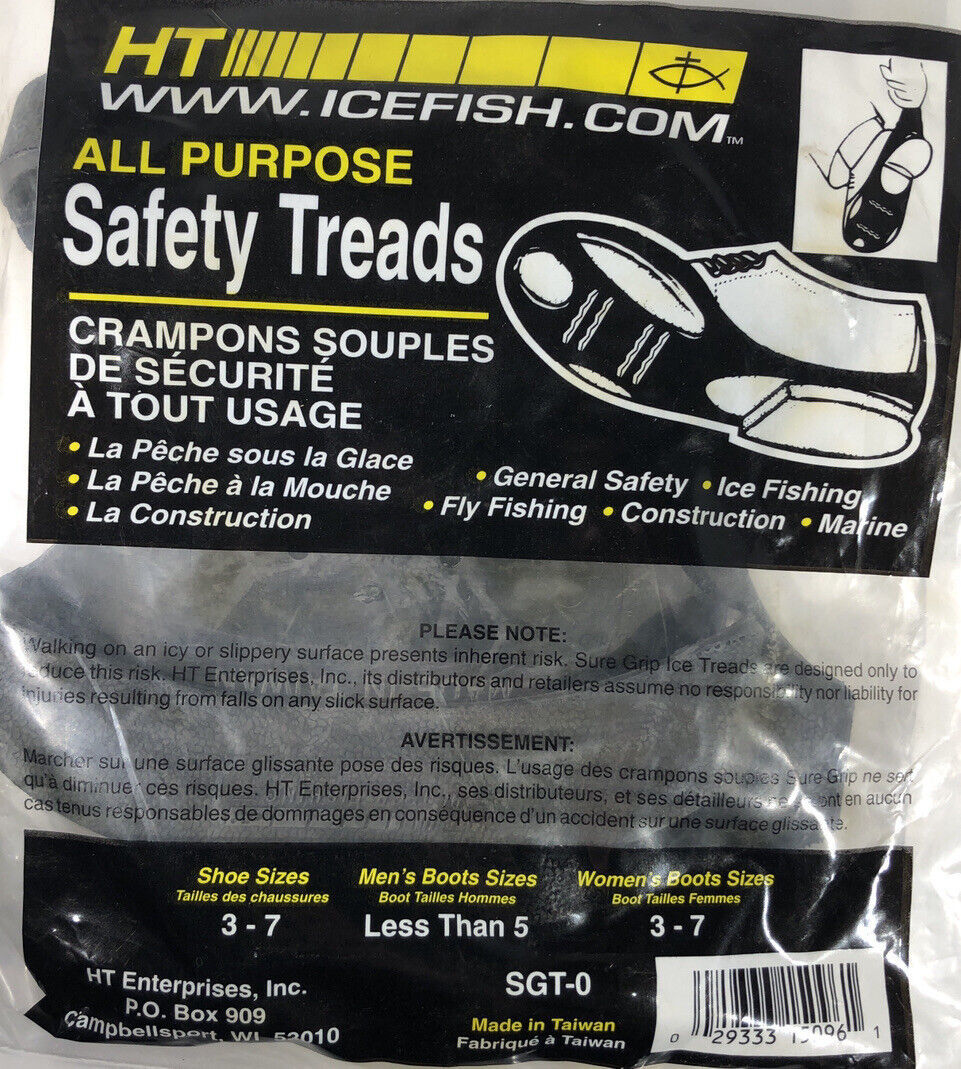 HT
WWW.ICEFISH.COM™
ALL PURPOSE
Safety Treads
CRAMPONS SOUPLES
DE SÉCURITÉ
À TOUT USAGE
• La Pêche sous la Glace
• La Pêche à la Mouche
• La Construction
• General Safety • Ice Fishing
• Fly Fishing • Construction • Marine
PLEASE NOTE:
Walking on an icy or slippery surface presents inherent risk. Sure Grip Ice Treads are designed only to
reduce this risk. HT Enterprises, Inc., its distributors and retailers assume no responsibility nor liability for
injuries resulting from falls on any slick surface.
AVERTISSEMENT:
Marcher sur une surface glissante pose des risques. L'usage des crampons souples Sure Grip ne sert
qu'à diminuer ces risques. HT Enterprises, Inc., ses distributeurs, et ses détailleurs ne sont en aucun
cas tenus responsables de dommages en conséquence d'un accident sur une surface glissante.
Shoe Sizes
Tailles des chaussures
3 - 7
Men's Boots Sizes
Boot Tailles Hommes
Less Than 5
Women's Boots Sizes
Boot Tailles Femmes
3 - 7
HT Enterprises, Inc.
P.O. Box 909
Campbellsport, WI 53010
SGT-0
Made in Taiwan
Fabriqué à Taiwan
0 29333 15096 1